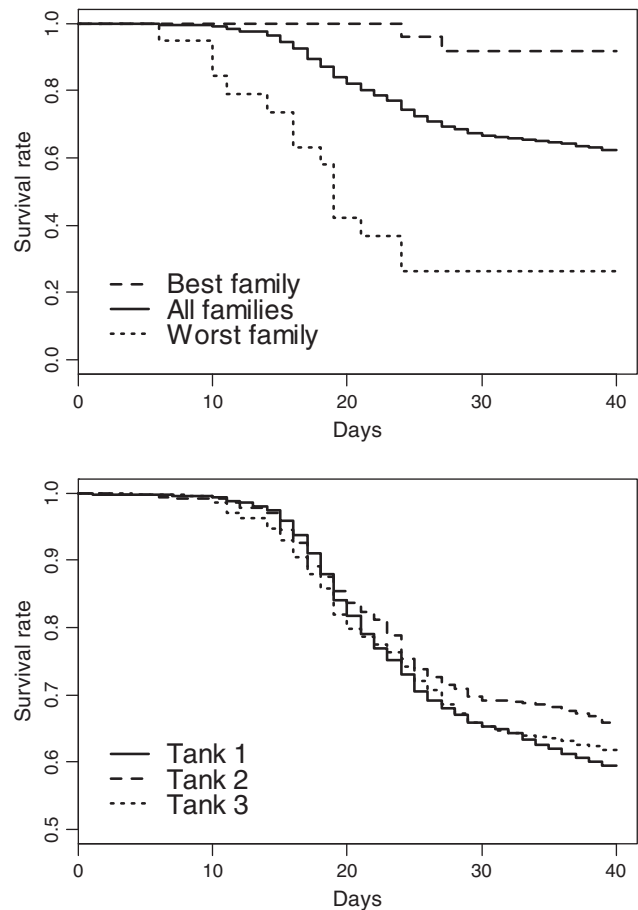 1.0
0.8
0.6
0.4
0.2
0.0
Survival rate
Best family
All families
Worst family
0 10 20 30 40
Days
1.0
0.9
0.8
0.7
0.6
0.5
Survival rate
Tank 1
Tank 2
Tank 3
0 10 20 30 40
Days